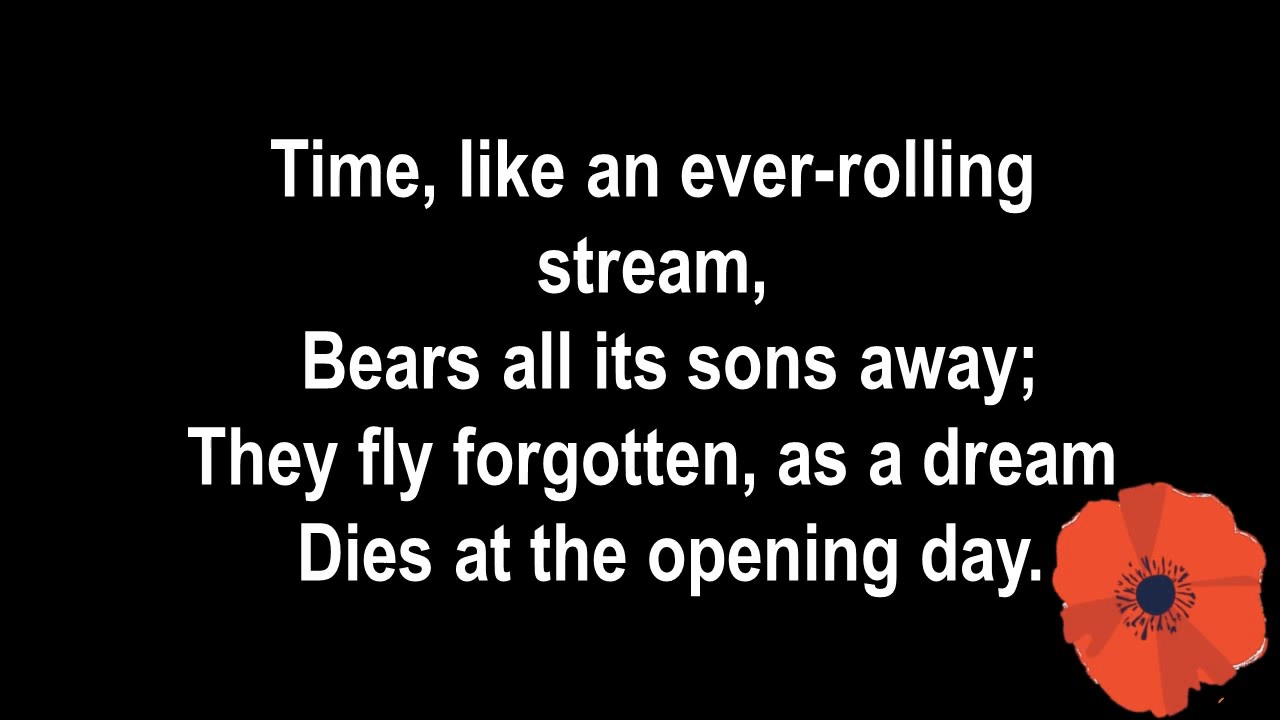 Time, like an ever-rolling
stream,
Bears all its sons away;
They fly forgotten, as a dream
Dies at the opening day.